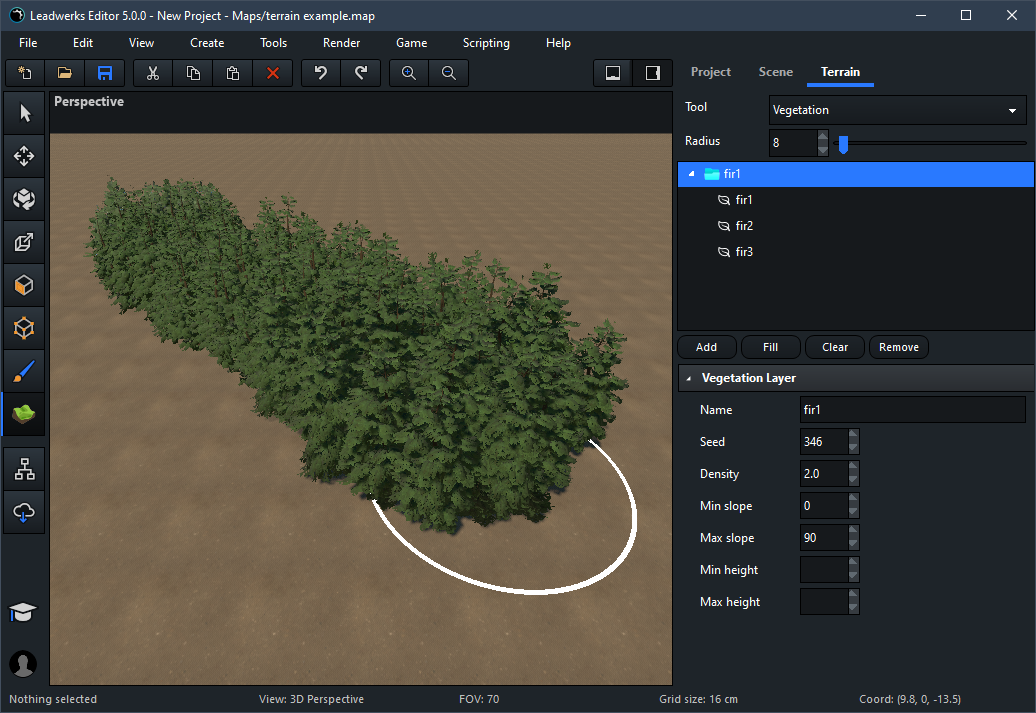 Leadwerks Editor 5.0.0 - New Project - Maps/terrain example.map
File Edit View Create Tools Render Game Scripting Help
Project Scene Terrain
Perspective
Tool Vegetation
Radius 8
fir1
fir1
fir2
fir3
Add Fill Clear Remove
Vegetation Layer
Name fir1
Seed 346
Density 2.0
Min slope 0
Max slope 90
Min height
Max height
Nothing selected View: 3D Perspective FOV: 70 Grid size: 16 cm Coord: (9.8, 0, -13.5)